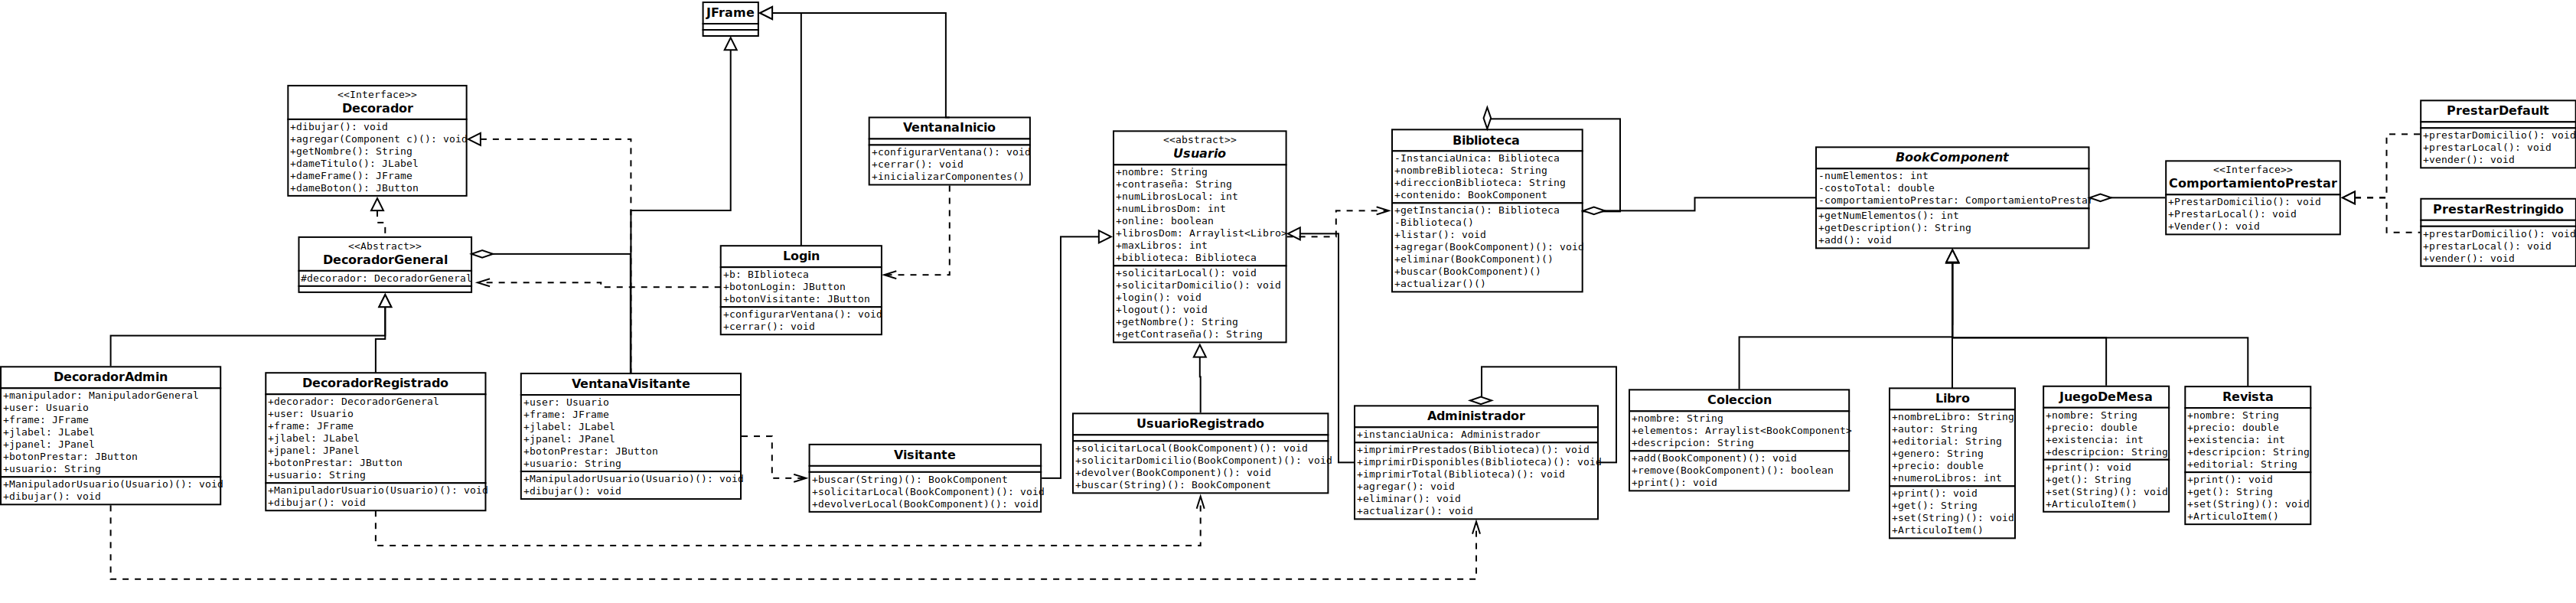 JFrame
<<Interface>>
Decorador
+dibujar(): void
+agregar(Component c)(): void
+getNombre(): String
+dameTitulo(): JLabel
+dameFrame(): JFrame
+dameBoton(): JButton
<<Abstract>>
DecoradorGeneral
#decorador: DecoradorGeneral
DecoradorAdmin
+manipulador: ManipuladorGeneral
+user: Usuario
+frame: JFrame
+jlabel: JLabel
+jpanel: JPanel
+botonPrestar: JButton
+usuario: String
+ManipuladorUsuario(Usuario)(): void
+dibujar(): void
DecoradorRegistrado
+decorador: DecoradorGeneral
+user: Usuario
+frame: JFrame
+jlabel: JLabel
+jpanel: JPanel
+botonPrestar: JButton
+usuario: String
+ManipuladorUsuario(Usuario)(): void
+dibujar(): void
VentanaVisitante
+user: Usuario
+frame: JFrame
+jlabel: JLabel
+jpanel: JPanel
+botonPrestar: JButton
+usuario: String
+ManipuladorUsuario(Usuario)(): void
+dibujar(): void
VentanaInicio
+configurarVentana(): void
+cerrar(): void
+inicializarComponentes()
Login
+b: BIblioteca
+botonLogin: JButton
+botonVisitante: JButton
+configurarVentana(): void
+cerrar(): void
Visitante
+buscar(String)(): BookComponent
+solicitarLocal(BookComponent)(): void
+devolverLocal(BookComponent)(): void
<<abstract>>
Usuario
+nombre: String
+contraseña: String
+numLibrosLocal: int
+numLibrosDom: int
+online: boolean
+librosDom: Arraylist<Libro>
+maxLibros: int
+biblioteca: Biblioteca
+solicitarLocal(): void
+solicitarDomicilio(): void
+login(): void
+logout(): void
+getNombre(): String
+getContraseña(): String
UsuarioRegistrado
+solicitarLocal(BookComponent)(): void
+solicitarDomicilio(BookComponent)(): void
+devolver(BookComponent)(): void
+buscar(String)(): BookComponent
Biblioteca
-InstanciaUnica: Biblioteca
+nombreBiblioteca: String
+direccionBiblioteca: String
+contenido: BookComponent
+getInstancia(): Biblioteca
-Biblioteca()
+listar(): void
+agregar(BookComponent)(): void
+eliminar(BookComponent)()
+buscar(BookComponent)()
+actualizar()()
Administrador
+instanciaUnica: Administrador
+imprimirPrestados(Biblioteca)(): void
+imprimirDisponibles(Biblioteca)(): void
+imprimirTotal(Biblioteca)(): void
+agregar(): void
+eliminar(): void
+actualizar(): void
BookComponent
-numElementos: int
-costoTotal: double
-comportamientoPrestar: ComportamientoPrestar
+getNumElementos(): int
+getDescription(): String
+add(): void
Coleccion
+nombre: String
+elementos: Arraylist<BookComponent>
+descripcion: String
+add(BookComponent)(): void
+remove(BookComponent)(): boolean
+print(): void
Libro
+nombreLibro: String
+autor: String
+editorial: String
+genero: String
+precio: double
+numeroLibros: int
+print(): void
+get(): String
+set(String)(): void
+ArticuloItem()
JuegoDeMesa
+nombre: String
+precio: double
+existencia: int
+descripcion: String
+print(): void
+get(): String
+set(String)(): void
+ArticuloItem()
Revista
+nombre: String
+precio: double
+existencia: int
+descripcion: String
+editorial: String
+print(): void
+get(): String
+set(String)(): void
+ArticuloItem()
<<Interface>>
ComportamientoPrestar
+PrestarDomicilio(): void
+PrestarLocal(): void
+Vender(): void
PrestarDefault
+prestarDomicilio(): void
+prestarLocal(): void
+vender(): void
PrestarRestringido
+prestarDomicilio(): void
+prestarLocal(): void
+vender(): void